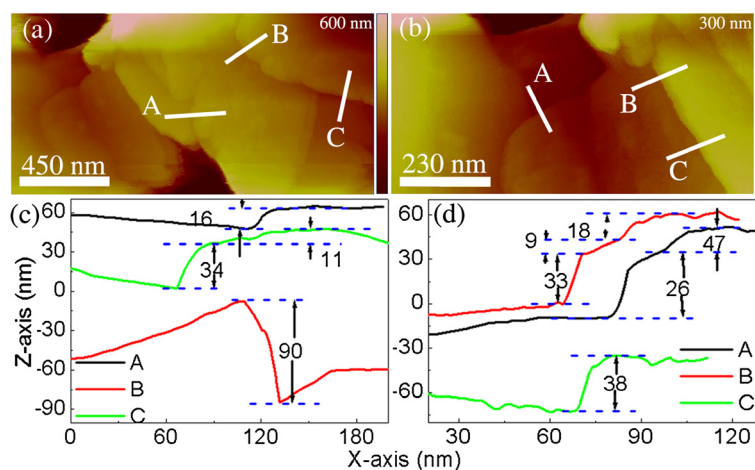 (a)
B
600 nm
A
C
450 nm
(b)
300 nm
A
B
C
230 nm
(c)
60
30
0
-30
-60
-90
16
34
11
90
A
B
C
0
60
120
180
Z-axis (nm)
(d)
60
30
0
-30
-60
9
18
33
47
26
38
A
B
C
30
60
90
120
X-axis (nm)